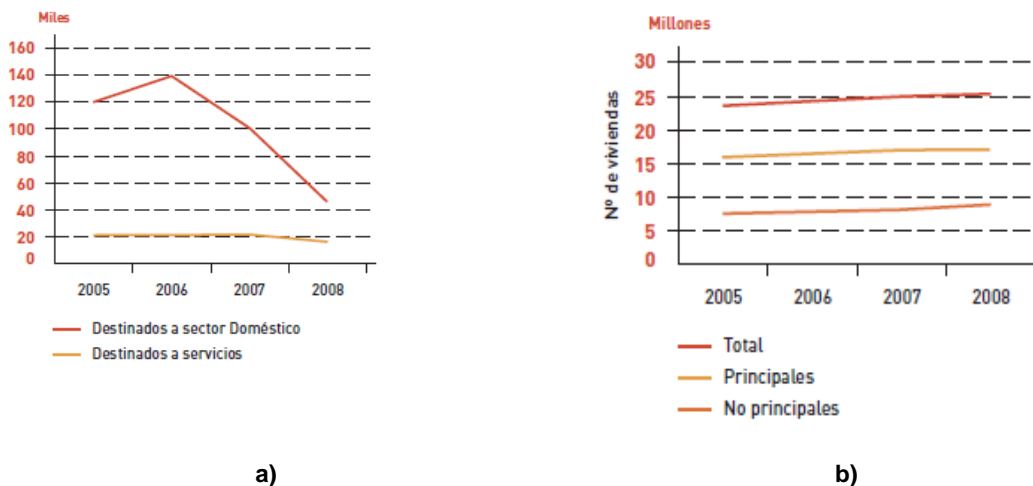 Miles
160
140
120
100
80
60
40
20
0
2005 2006 2007 2008
Destinados a sector Doméstico
Destinados a servicios
a)
Millones
Nº de viviendas
30
25
20
15
10
5
0
2005 2006 2007 2008
Total
Principales
No principales
b)